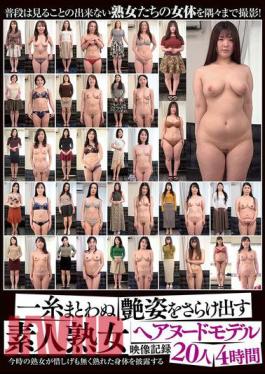 普段は見ることの出来ない熟女たちの女体を隅々まで撮影!
一糸まとわぬ艶姿をさらけ出す
素人熟女
映像記録
ヘアヌードモデル
20人 4時間
今時の熟女が惜しげも無く熟れた身体を披露する